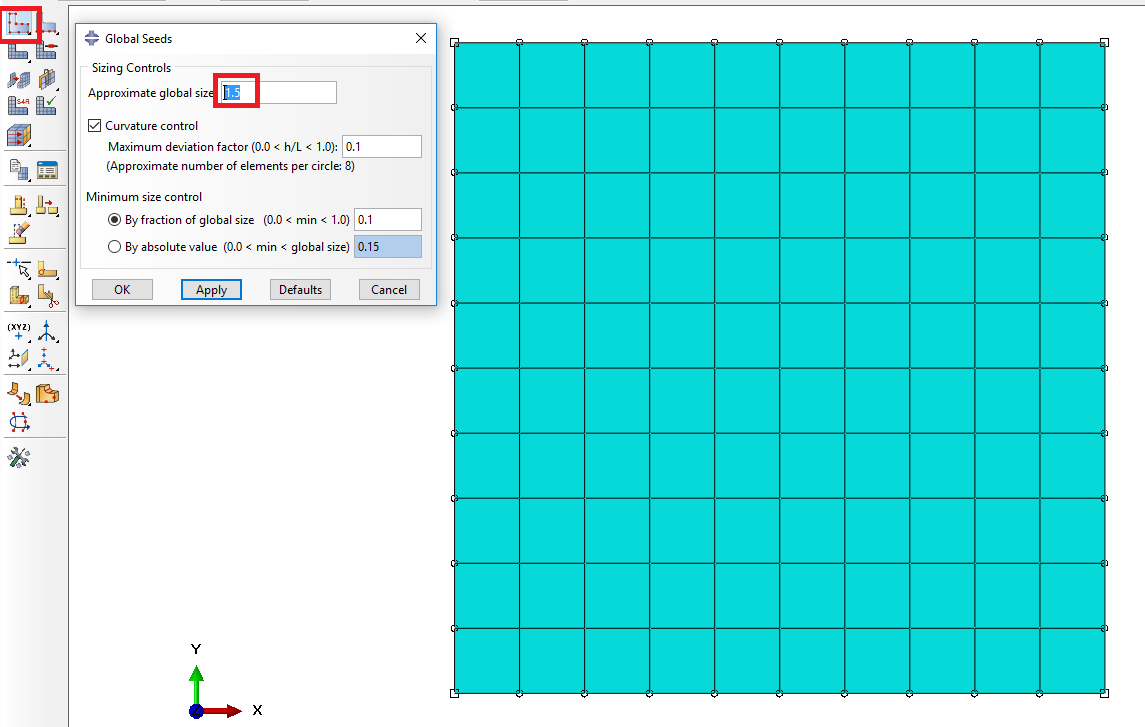 Global Seeds
Sizing Controls
Approximate global size
1.5
Curvature control
Maximum deviation factor (0.0 < h/L < 1.0): 0.1
(Approximate number of elements per circle: 8)
Minimum size control
By fraction of global size (0.0 < min < 1.0) 0.1
By absolute value (0.0 < min < global size) 0.15
OK Apply Defaults Cancel
S4R
(XYZ)
Y
X